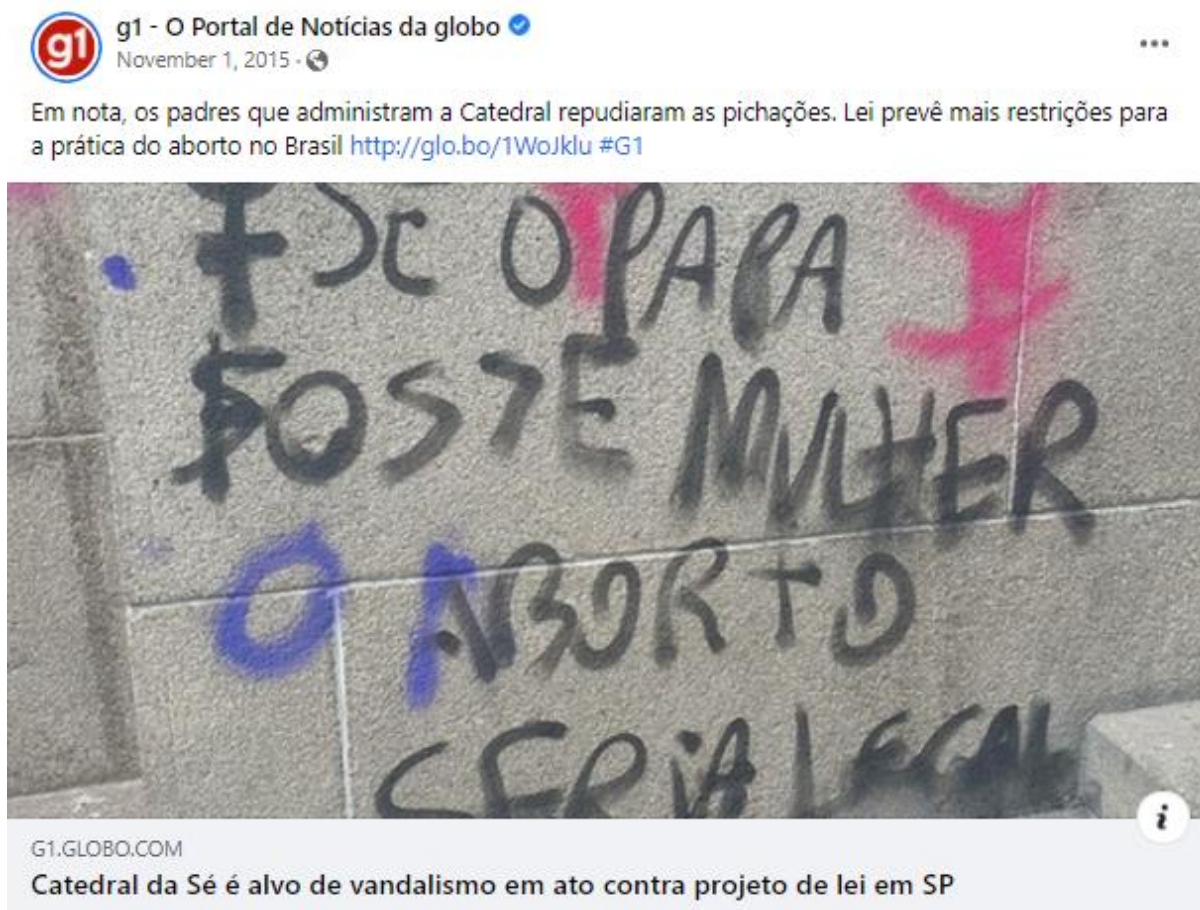 g1
g1 - O Portal de Notícias da globo
November 1, 2015
Em nota, os padres que administram a Catedral repudiaram as pichações. Lei prevê mais restrições para
a prática do aborto no Brasil http://glo.bo/1WoJklu #G1
SE O PAPA
FOSTE MULHER
O ABORTO
SERIA LEGAL
i
G1.GLOBO.COM
Catedral da Sé é alvo de vandalismo em ato contra projeto de lei em SP